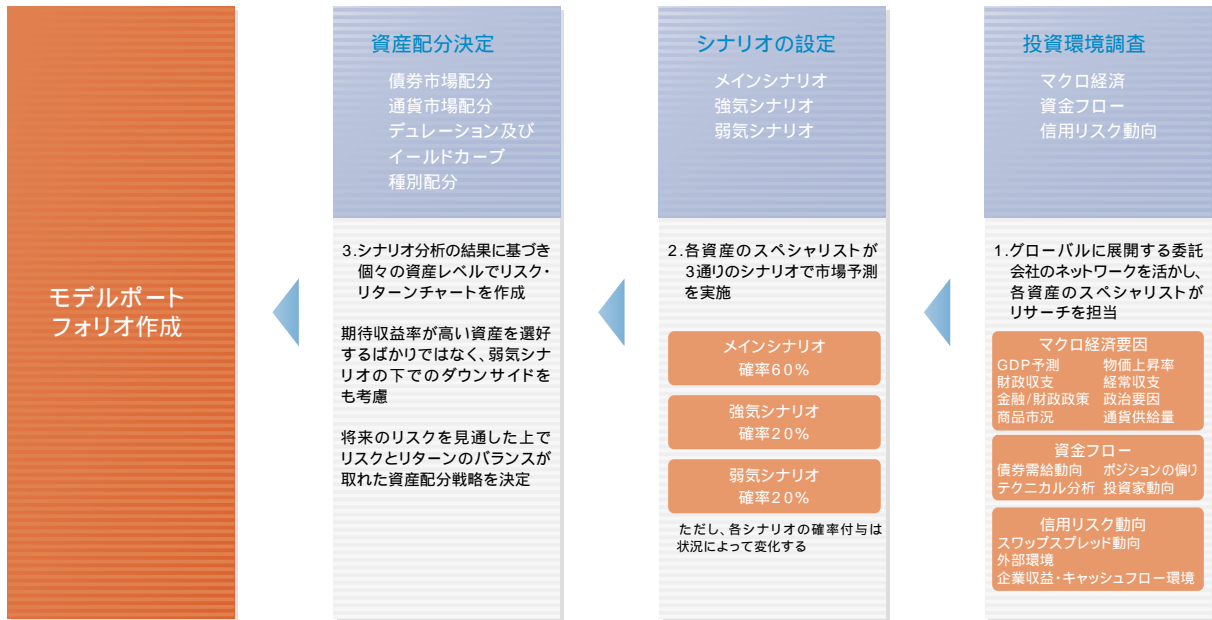 投資環境調査
マクロ経済
資金フロー
信用リスク動向
1.グローバルに展開する委託
会社のネットワークを活かし、
各資産のスペシャリストが
リサーチを担当
マクロ経済要因
GDP予測 物価上昇率
財政収支 経常収支
金融/財政政策 政治要因
商品市況 通貨供給量
資金フロー
債券需給動向 ポジションの偏り
テクニカル分析 投資家動向
信用リスク動向
スワップスプレッド動向
外部環境
企業収益・キャッシュフロー環境
シナリオの設定
メインシナリオ
強気シナリオ
弱気シナリオ
2.各資産のスペシャリストが
3通りのシナリオで市場予測
を実施
メインシナリオ
確率60%
強気シナリオ
確率20%
弱気シナリオ
確率20%
ただし、各シナリオの確率付与は
状況によって変化する
資産配分決定
債券市場配分
通貨市場配分
デュレーション及び
イールドカーブ
種別配分
3.シナリオ分析の結果に基づき
個々の資産レベルでリスク・
リターンチャートを作成
期待収益率が高い資産を選好
するばかりではなく、弱気シナ
リオの下でのダウンサイドを
も考慮
将来のリスクを見通した上で
リスクとリターンのバランスが
取れた資産配分戦略を決定
モデルポート
フォリオ作成